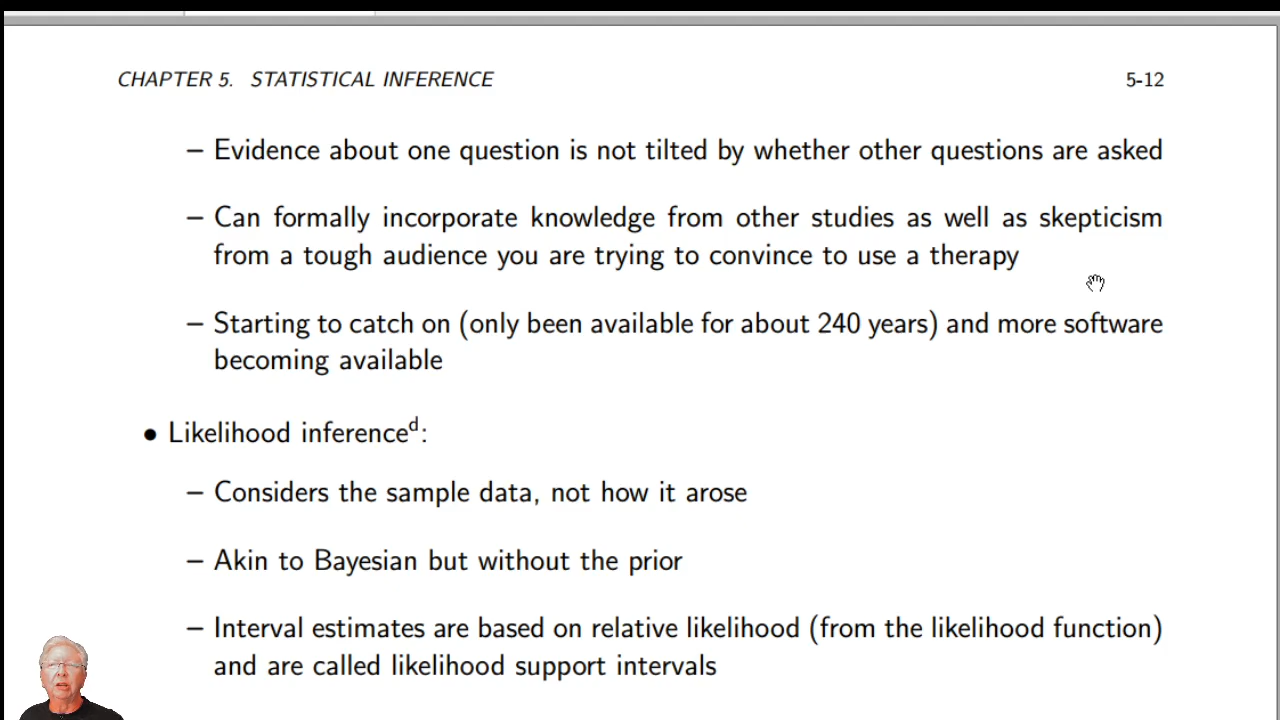 CHAPTER 5. STATISTICAL INFERENCE 5-12
– Evidence about one question is not tilted by whether other questions are asked
– Can formally incorporate knowledge from other studies as well as skepticism
from a tough audience you are trying to convince to use a therapy
– Starting to catch on (only been available for about 240 years) and more software
becoming available
• Likelihood inferenceᵈ:
– Considers the sample data, not how it arose
– Akin to Bayesian but without the prior
– Interval estimates are based on relative likelihood (from the likelihood function)
and are called likelihood support intervals